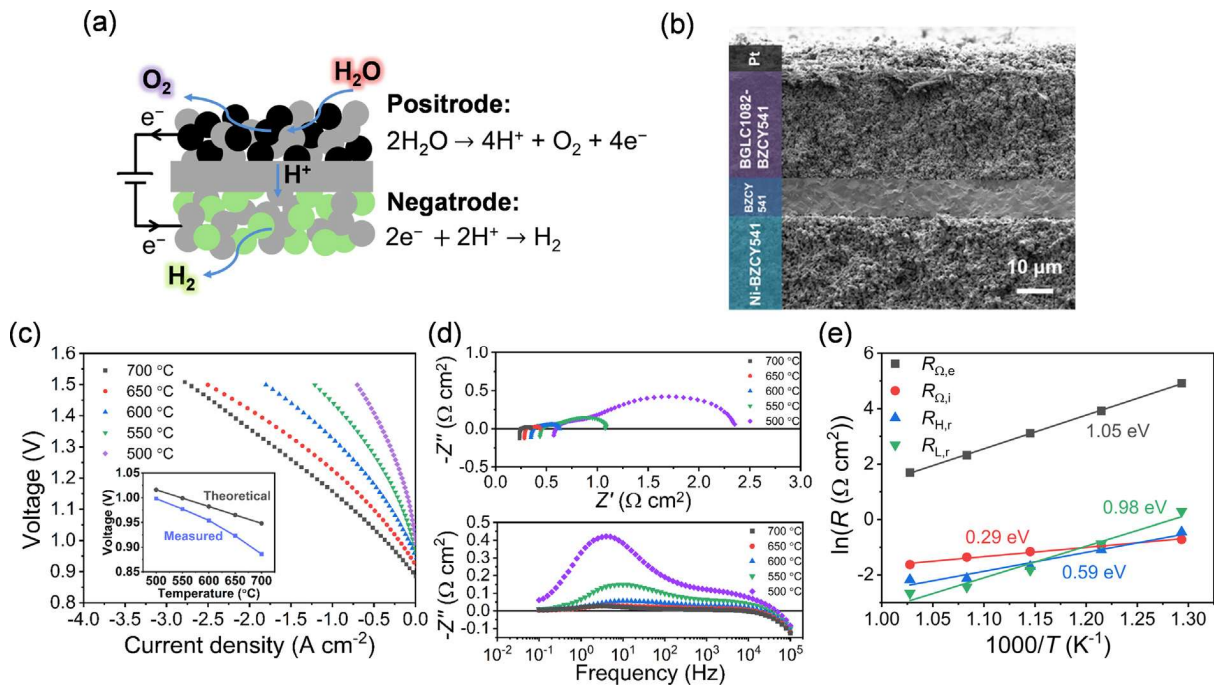 (a)
O₂
H₂O
e⁻
H⁺
e⁻
H₂
Positrode:
2H₂O → 4H⁺ + O₂ + 4e⁻
Negatrode:
2e⁻ + 2H⁺ → H₂
(b)
Pt
BGLC1082-
BZCY541
BZCY
541
Ni-BZCY541
10 μm
(c)
Voltage (V)
1.6
1.5
1.4
1.3
1.2
1.1
1.0
0.9
0.8
700 °C
650 °C
600 °C
550 °C
500 °C
Voltage (V)
1.05
1.00
0.95
0.90
0.85
Theoretical
Measured
500 550 600 650 700
Temperature (°C)
-4.0 -3.5 -3.0 -2.5 -2.0 -1.5 -1.0 -0.5 0.0
Current density (A cm⁻²)
(d)
-Z″ (Ω cm²)
1.0
0.5
0.0
-0.5
700 °C
650 °C
600 °C
550 °C
500 °C
0.0 0.5 1.0 1.5 2.0 2.5 3.0
Z′ (Ω cm²)
-Z″ (Ω cm²)
0.5
0.4
0.3
0.2
0.1
0
-0.1
700 °C
650 °C
600 °C
550 °C
500 °C
10⁻² 10⁻¹ 10⁰ 10¹ 10² 10³ 10⁴ 10⁵
Frequency (Hz)
(e)
ln(R (Ω cm²))
10
8
6
4
2
0
-2
R_Ω,e
R_Ω,i
R_H,r
R_L,r
1.05 eV
0.98 eV
0.29 eV
0.59 eV
1.00 1.05 1.10 1.15 1.20 1.25 1.30
1000/T (K⁻¹)